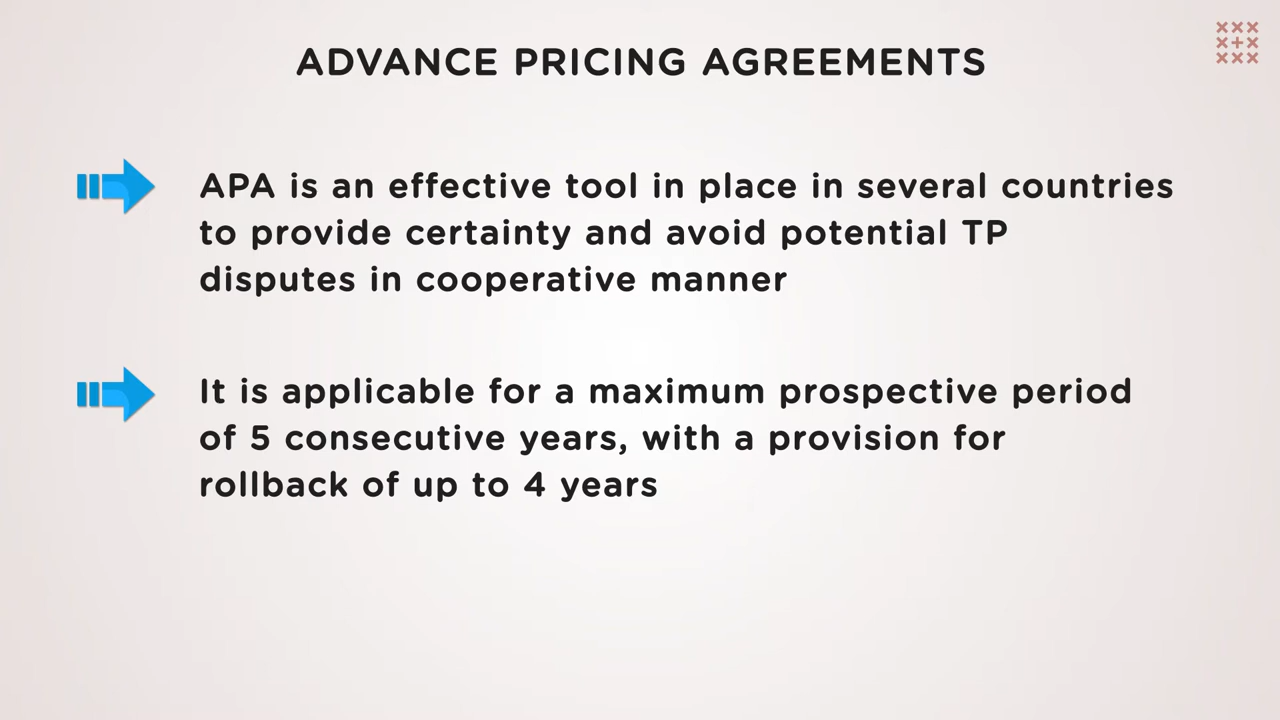 ADVANCE PRICING AGREEMENTS
APA is an effective tool in place in several countries
to provide certainty and avoid potential TP
disputes in cooperative manner
It is applicable for a maximum prospective period
of 5 consecutive years, with a provision for
rollback of up to 4 years